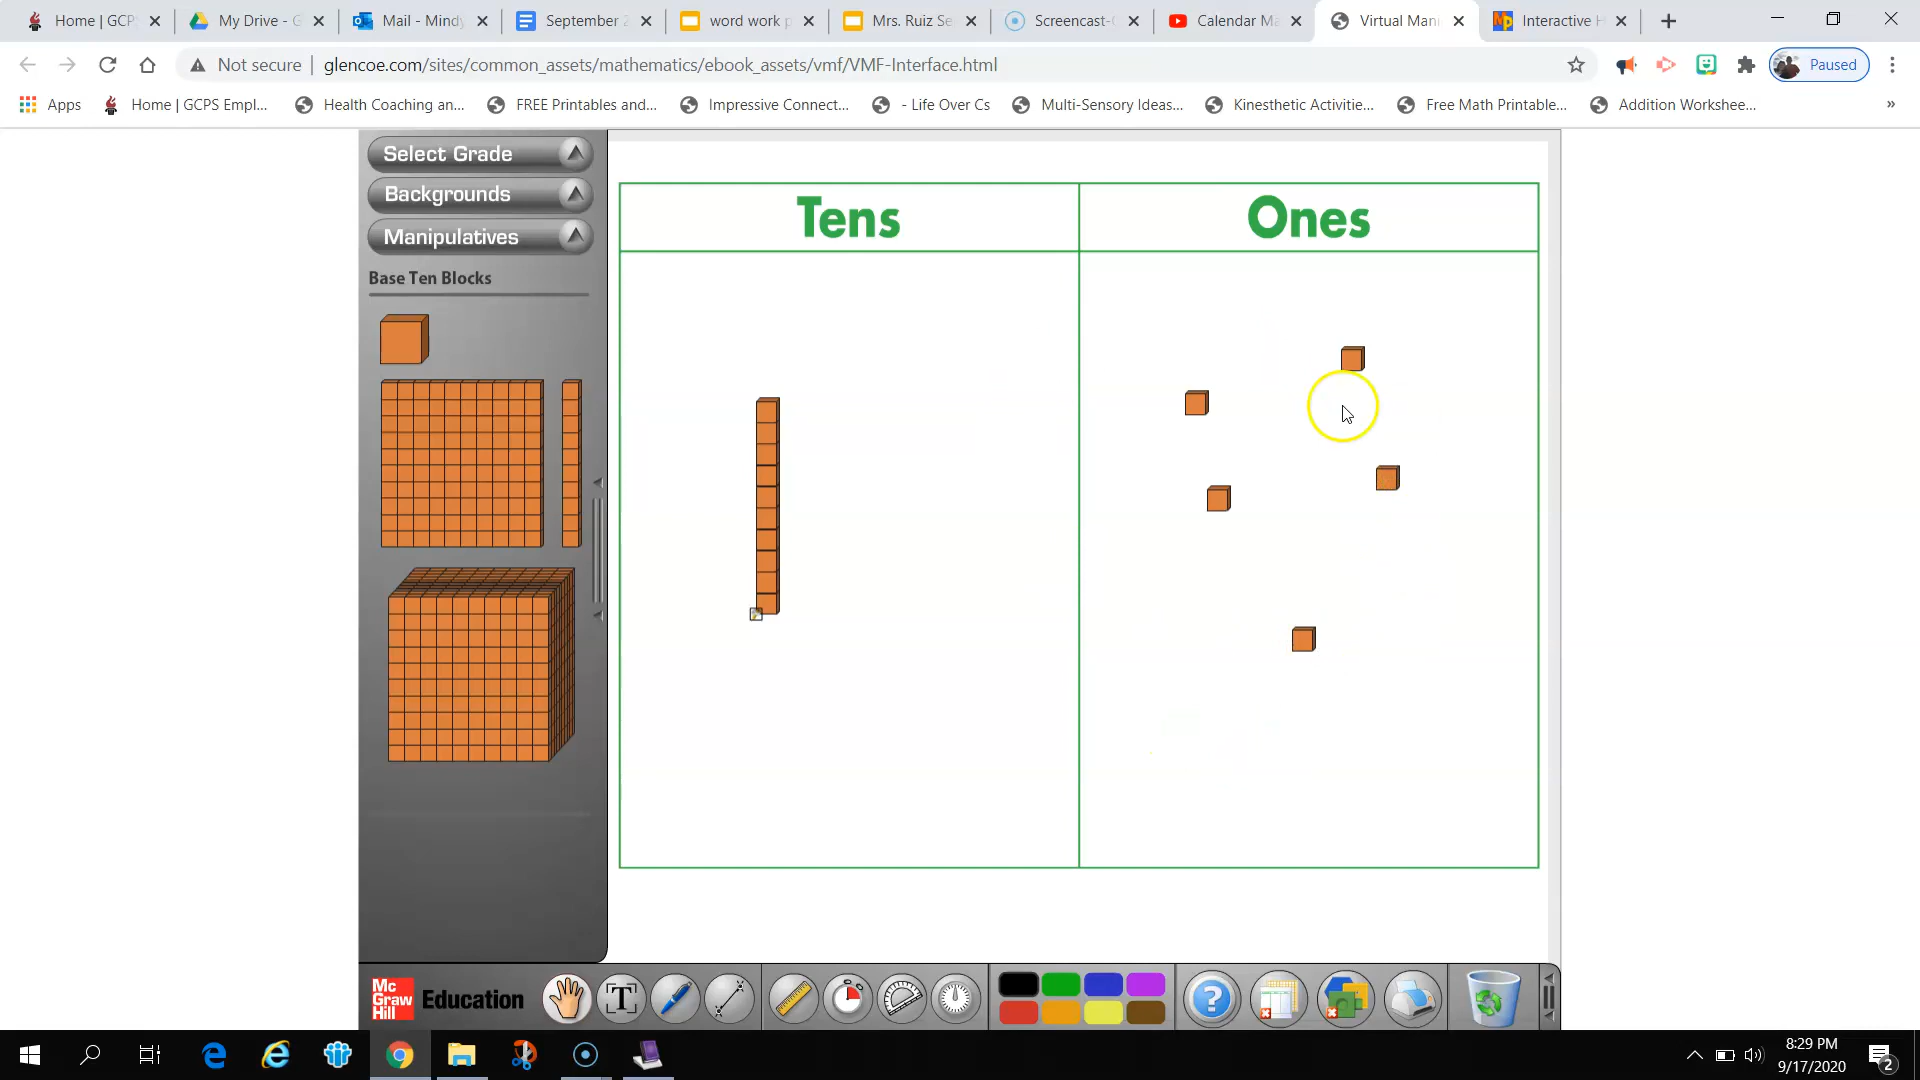 Home | GCP
My Drive - G
Mail - Mindy
September 2
word work p
Mrs. Ruiz Se
Screencast-O
Calendar Ma
Virtual Mani
Interactive H
Not secure | glencoe.com/sites/common_assets/mathematics/ebook_assets/vmf/VMF-Interface.html
Paused
Apps
Home | GCPS Empl...
Health Coaching an...
FREE Printables and...
Impressive Connect...
- Life Over Cs
Multi-Sensory Ideas...
Kinesthetic Activitie...
Free Math Printable...
Addition Workshee...
»
Select Grade
Backgrounds
Manipulatives
Base Ten Blocks
Tens
Ones
Mc
Graw
Hill
Education
T
?
8:29 PM
9/17/2020
2